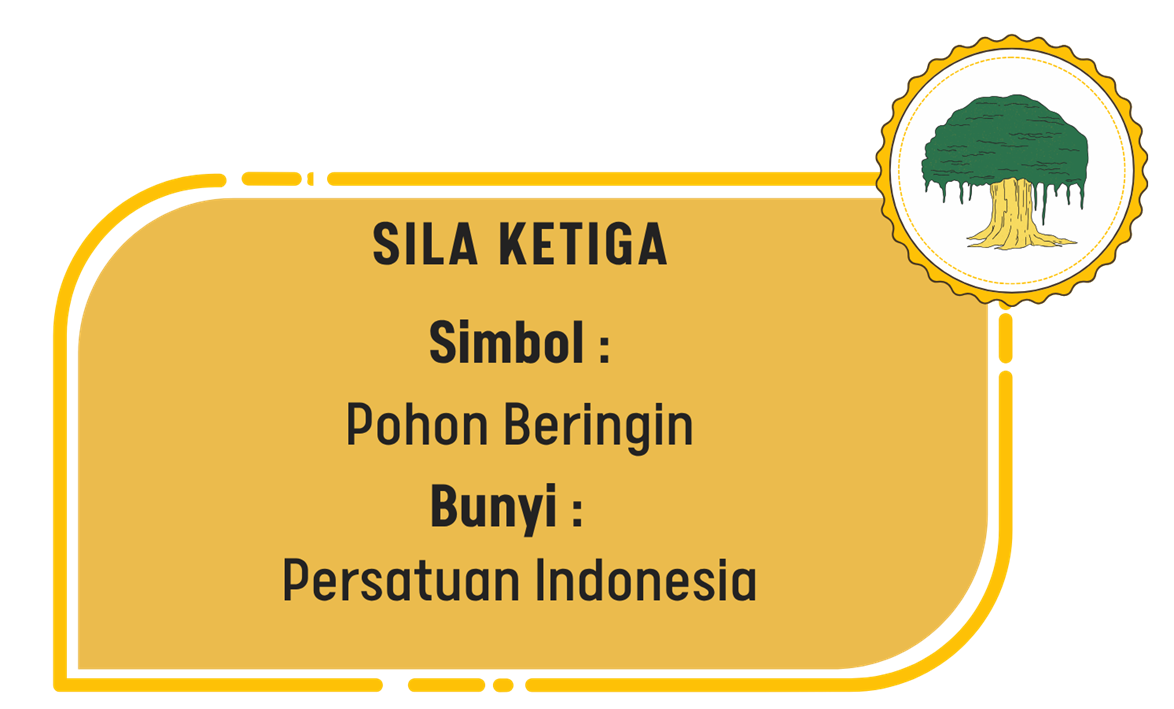 SILA KETIGA
Simbol :
Pohon Beringin
Bunyi :
Persatuan Indonesia